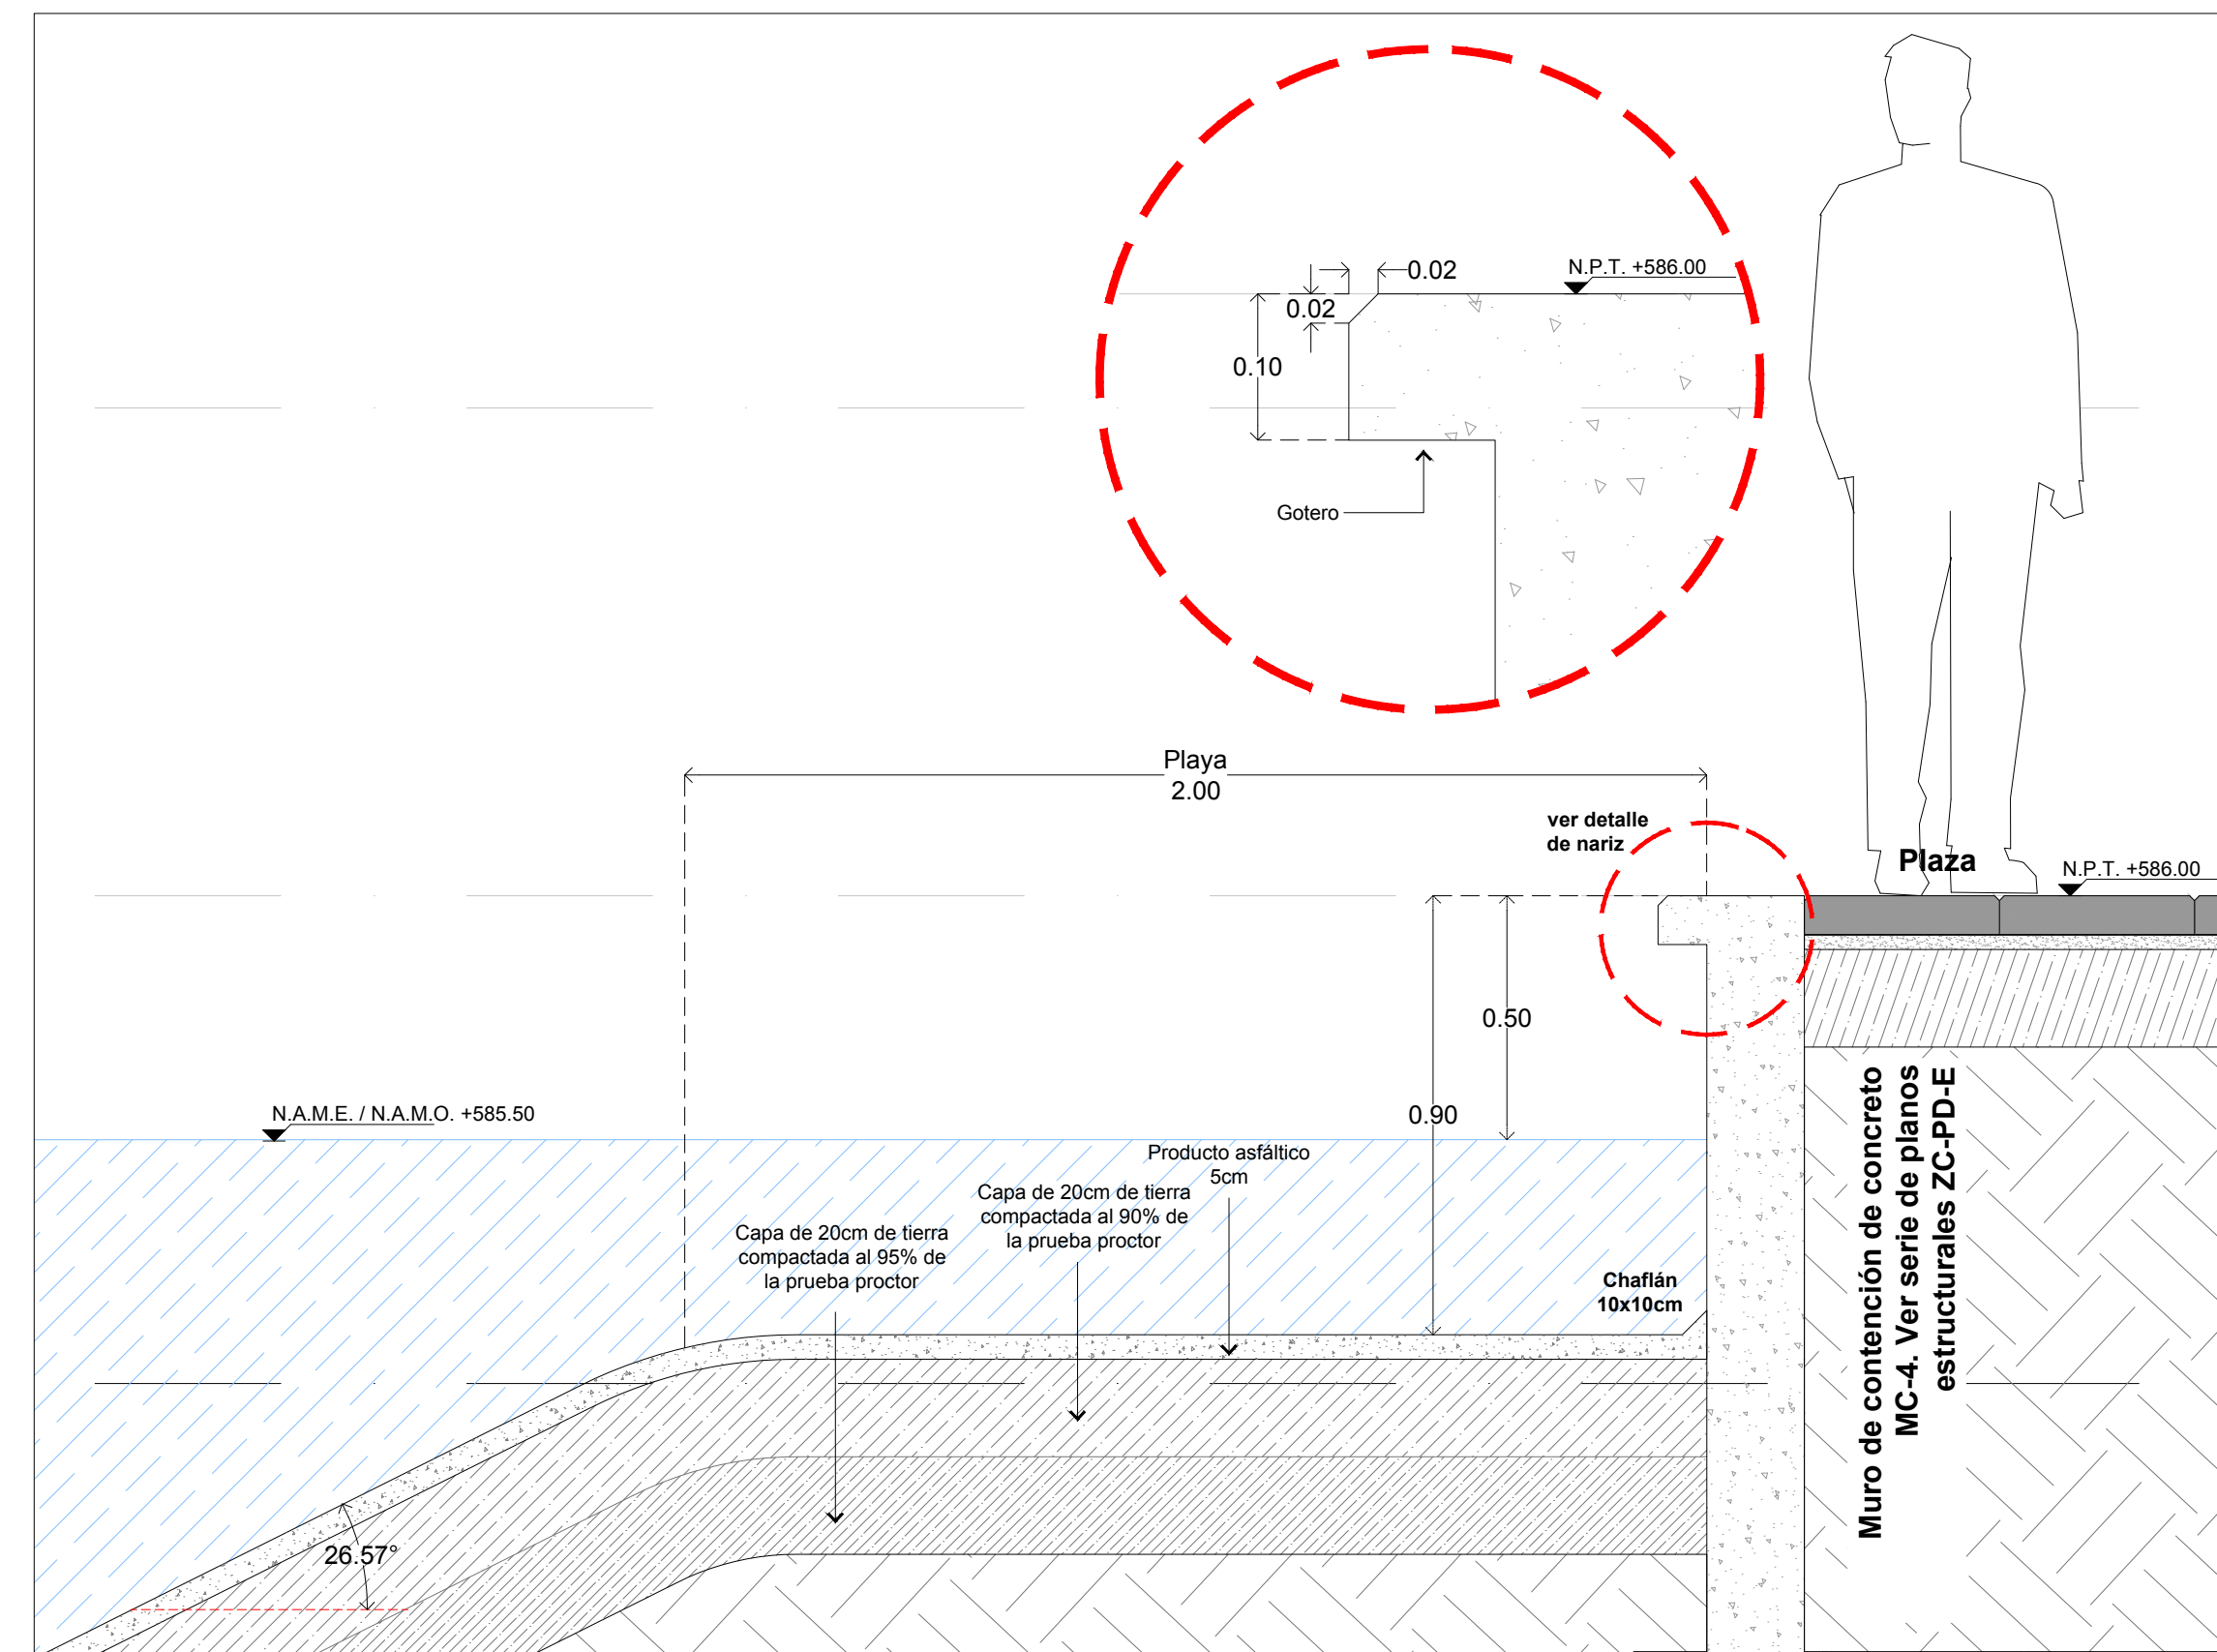 0.02
N.P.T. +586.00
0.02
0.10
Gotero
Playa
2.00
ver detalle
de nariz
Plaza
N.P.T. +586.00
0.50
N.A.M.E. / N.A.M.O. +585.50
0.90
Producto asfáltico
5cm
Capa de 20cm de tierra
compactada al 90% de
la prueba proctor
Capa de 20cm de tierra
compactada al 95% de
la prueba proctor
Chaflán
10x10cm
Muro de contención de concreto
MC-4. Ver serie de planos
estructurales ZC-PD-E
26.57°